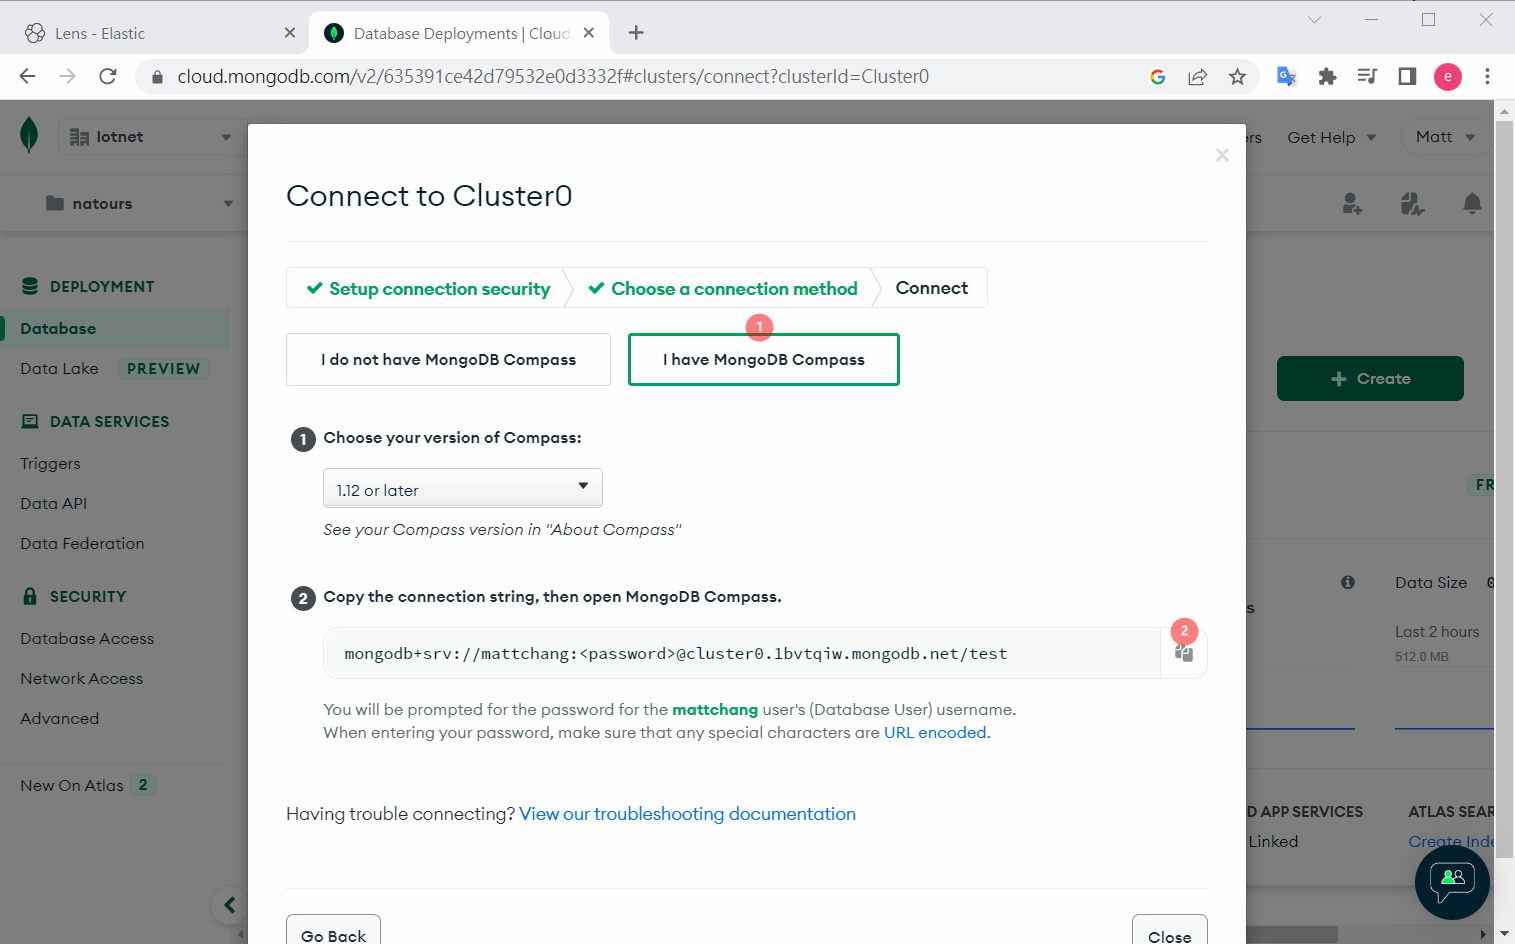 Lens - Elastic
Database Deployments | Cloud
cloud.mongodb.com/v2/635391ce42d79532e0d3332f#clusters/connect?clusterId=Cluster0
e
Iotnet
Get Help
Matt
natours
DEPLOYMENT
Database
Data Lake PREVIEW
DATA SERVICES
Triggers
Data API
Data Federation
SECURITY
Database Access
Network Access
Advanced
New On Atlas 2
Connect to Cluster0
Setup connection security
Choose a connection method
Connect
1
I do not have MongoDB Compass
I have MongoDB Compass
1 Choose your version of Compass:
1.12 or later
See your Compass version in "About Compass"
2 Copy the connection string, then open MongoDB Compass.
2
mongodb+srv://mattchang:<password>@cluster0.1bvtqiw.mongodb.net/test
You will be prompted for the password for the mattchang user's (Database User) username.
When entering your password, make sure that any special characters are URL encoded.
Having trouble connecting? View our troubleshooting documentation
Go Back
Close
+ Create
FR
Data Size 0
Last 2 hours
512.0 MB
D APP SERVICES
Linked
ATLAS SEAR
Create Inde